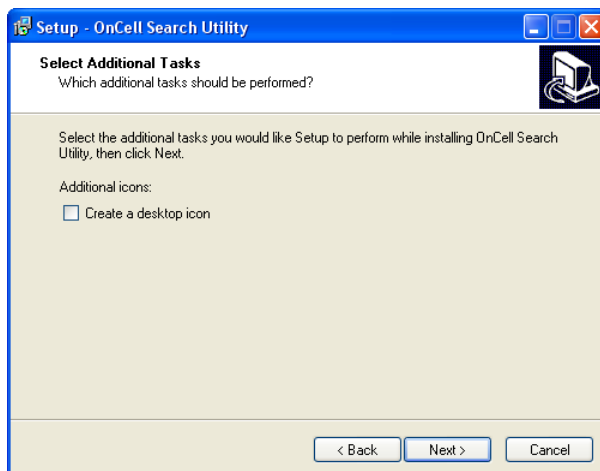 Setup - OnCell Search Utility
Select Additional Tasks
Which additional tasks should be performed?
Select the additional tasks you would like Setup to perform while installing OnCell Search
Utility, then click Next.
Additional icons:
Create a desktop icon
< Back
Next >
Cancel